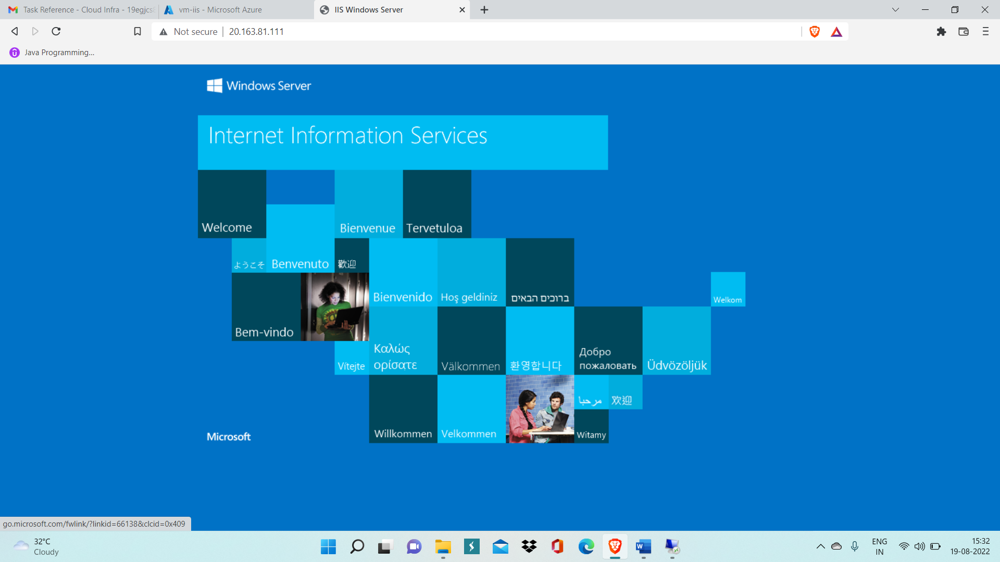 Task Reference - Cloud Infra - 19egjcs
vm-iis - Microsoft Azure
IIS Windows Server
Not secure
20.163.81.111
Java Programming...
Windows Server
Internet Information Services
Welcome
Bienvenue
Tervetuloa
ようこそ
Benvenuto
歡迎
Bienvenido
Hoş geldiniz
ברוכים הבאים
Welkom
Bem-vindo
Vítejte
Καλώς
ορίσατε
Välkommen
환영합니다
Добро
пожаловать
Üdvözöljük
مرحبا
欢迎
Willkommen
Velkommen
Witamy
Microsoft
go.microsoft.com/fwlink/?linkid=66138&clcid=0x409
32°C
Cloudy
ENG
IN
15:32
19-08-2022